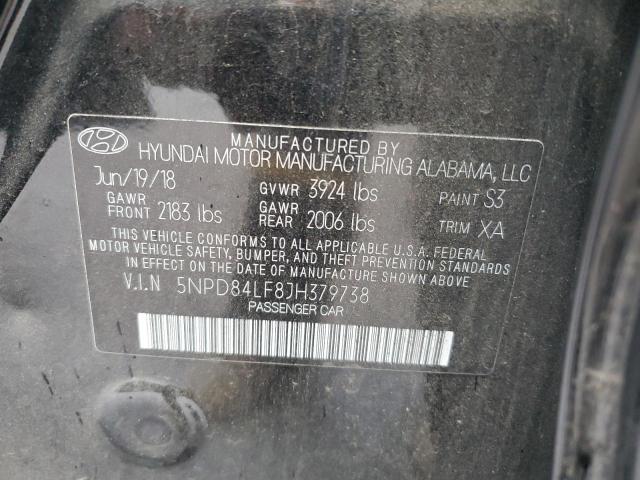 MANUFACTURED BY
HYUNDAI MOTOR MANUFACTURING ALABAMA, LLC
Jun/19/18 GVWR 3924 lbs PAINT S3
GAWR FRONT 2183 lbs GAWR REAR 2006 lbs TRIM XA
THIS VEHICLE CONFORMS TO ALL APPLICABLE U.S.A. FEDERAL
MOTOR VEHICLE SAFETY, BUMPER, AND THEFT PREVENTION STANDARDS
IN EFFECT ON THE DATE OF MANUFACTURE SHOWN ABOVE.
V.I.N 5NPD84LF8JH379738
PASSENGER CAR